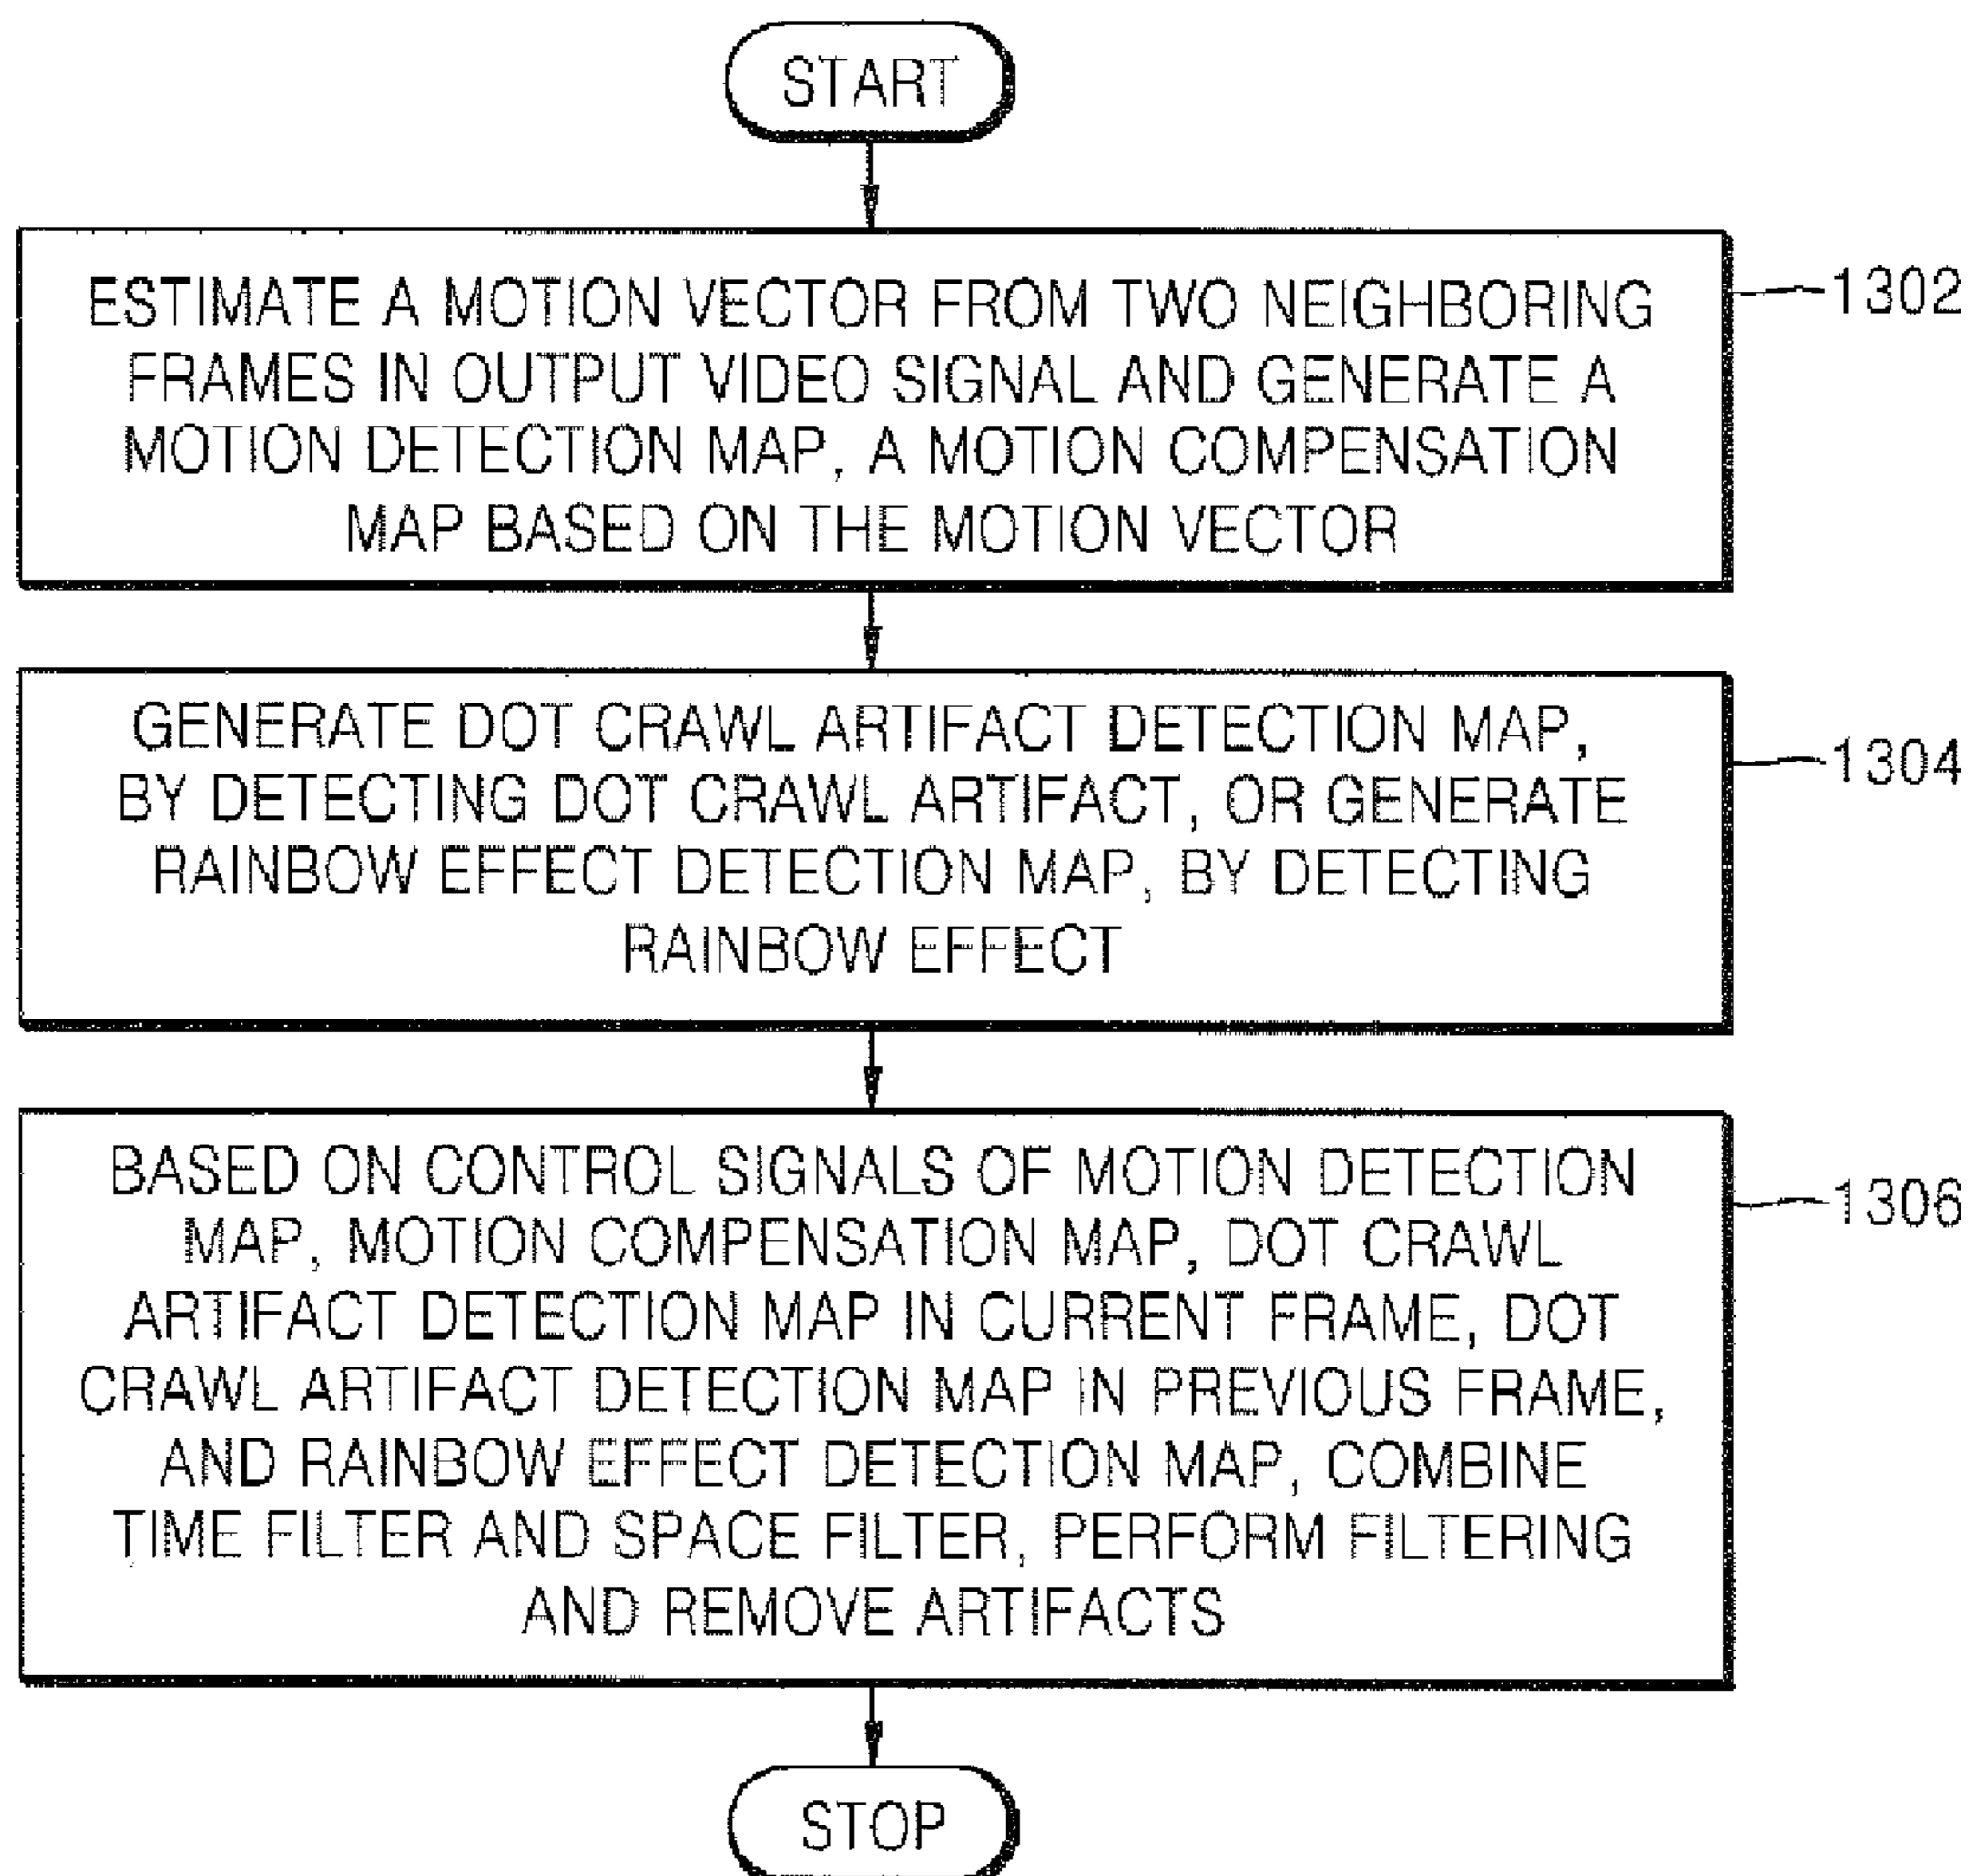 START
ESTIMATE A MOTION VECTOR FROM TWO NEIGHBORING
FRAMES IN OUTPUT VIDEO SIGNAL AND GENERATE A
MOTION DETECTION MAP, A MOTION COMPENSATION
MAP BASED ON THE MOTION VECTOR
1302
GENERATE DOT CRAWL ARTIFACT DETECTION MAP,
BY DETECTING DOT CRAWL ARTIFACT, OR GENERATE
RAINBOW EFFECT DETECTION MAP, BY DETECTING
RAINBOW EFFECT
1304
BASED ON CONTROL SIGNALS OF MOTION DETECTION
MAP, MOTION COMPENSATION MAP, DOT CRAWL
ARTIFACT DETECTION MAP IN CURRENT FRAME, DOT
CRAWL ARTIFACT DETECTION MAP IN PREVIOUS FRAME,
AND RAINBOW EFFECT DETECTION MAP, COMBINE
TIME FILTER AND SPACE FILTER, PERFORM FILTERING
AND REMOVE ARTIFACTS
1306
STOP